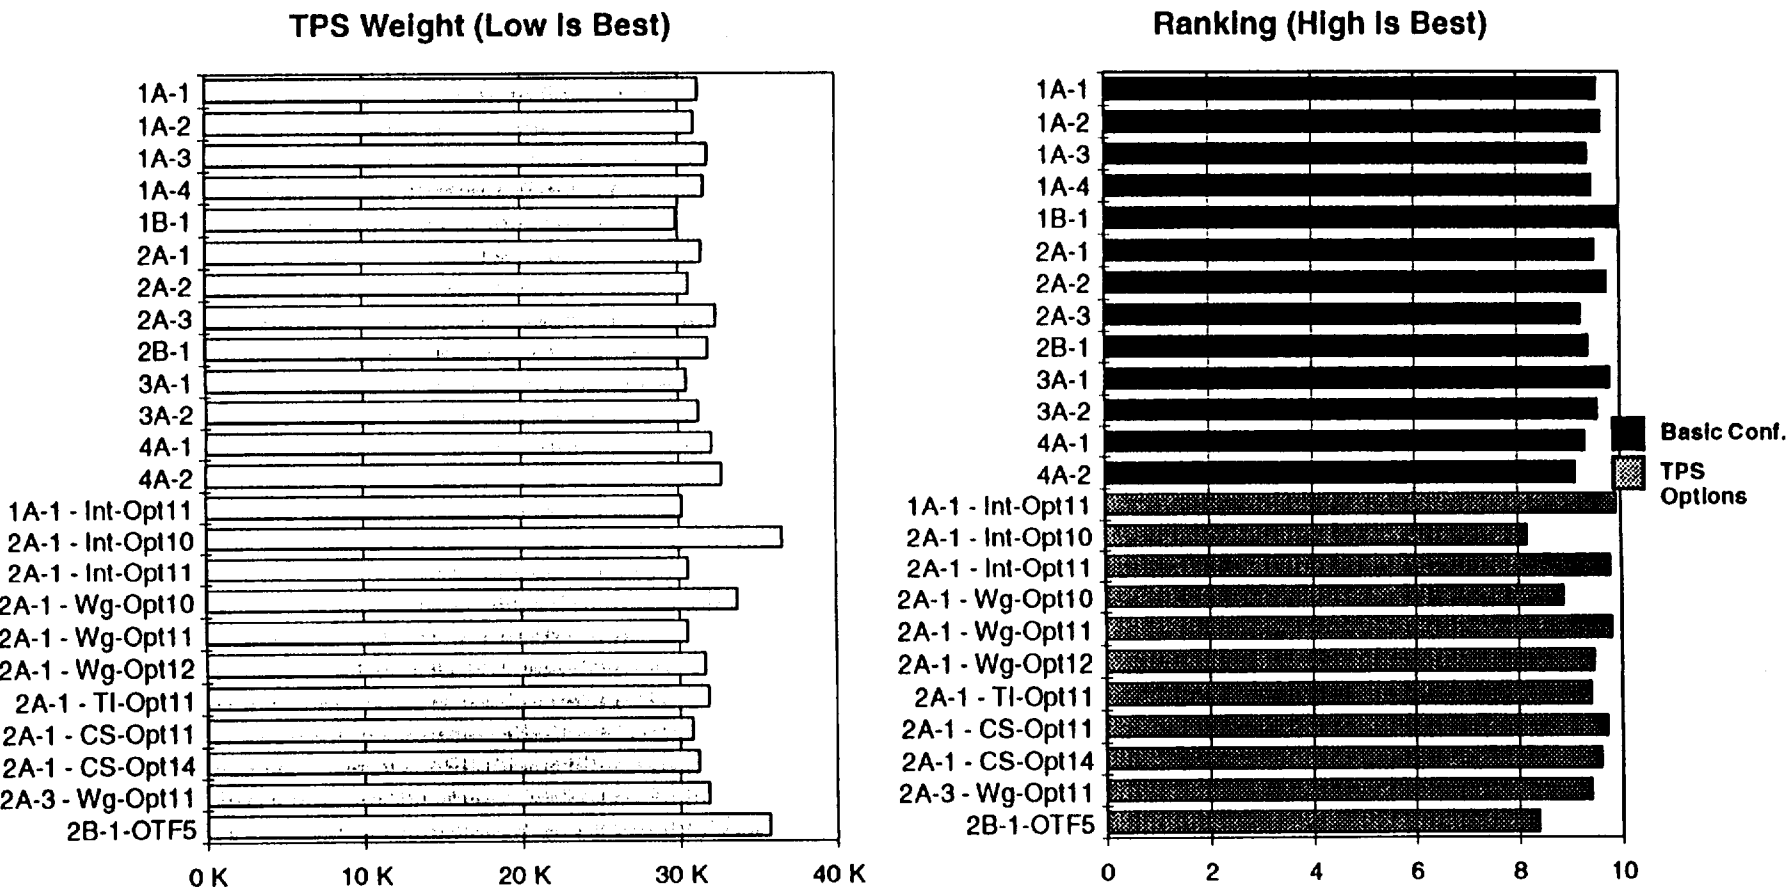 TPS Weight (Low Is Best)
1A-1
1A-2
1A-3
1A-4
1B-1
2A-1
2A-2
2A-3
2B-1
3A-1
3A-2
4A-1
4A-2
1A-1 - Int-Opt11
2A-1 - Int-Opt10
2A-1 - Int-Opt11
2A-1 - Wg-Opt10
2A-1 - Wg-Opt11
2A-1 - Wg-Opt12
2A-1 - TI-Opt11
2A-1 - CS-Opt11
2A-1 - CS-Opt14
2A-3 - Wg-Opt11
2B-1-OTF5
0 K 10 K 20 K 30 K 40 K
Ranking (High Is Best)
1A-1
1A-2
1A-3
1A-4
1B-1
2A-1
2A-2
2A-3
2B-1
3A-1
3A-2
4A-1
4A-2
1A-1 - Int-Opt11
2A-1 - Int-Opt10
2A-1 - Int-Opt11
2A-1 - Wg-Opt10
2A-1 - Wg-Opt11
2A-1 - Wg-Opt12
2A-1 - TI-Opt11
2A-1 - CS-Opt11
2A-1 - CS-Opt14
2A-3 - Wg-Opt11
2B-1-OTF5
0 2 4 6 8 10
Basic Conf.
TPS
Options